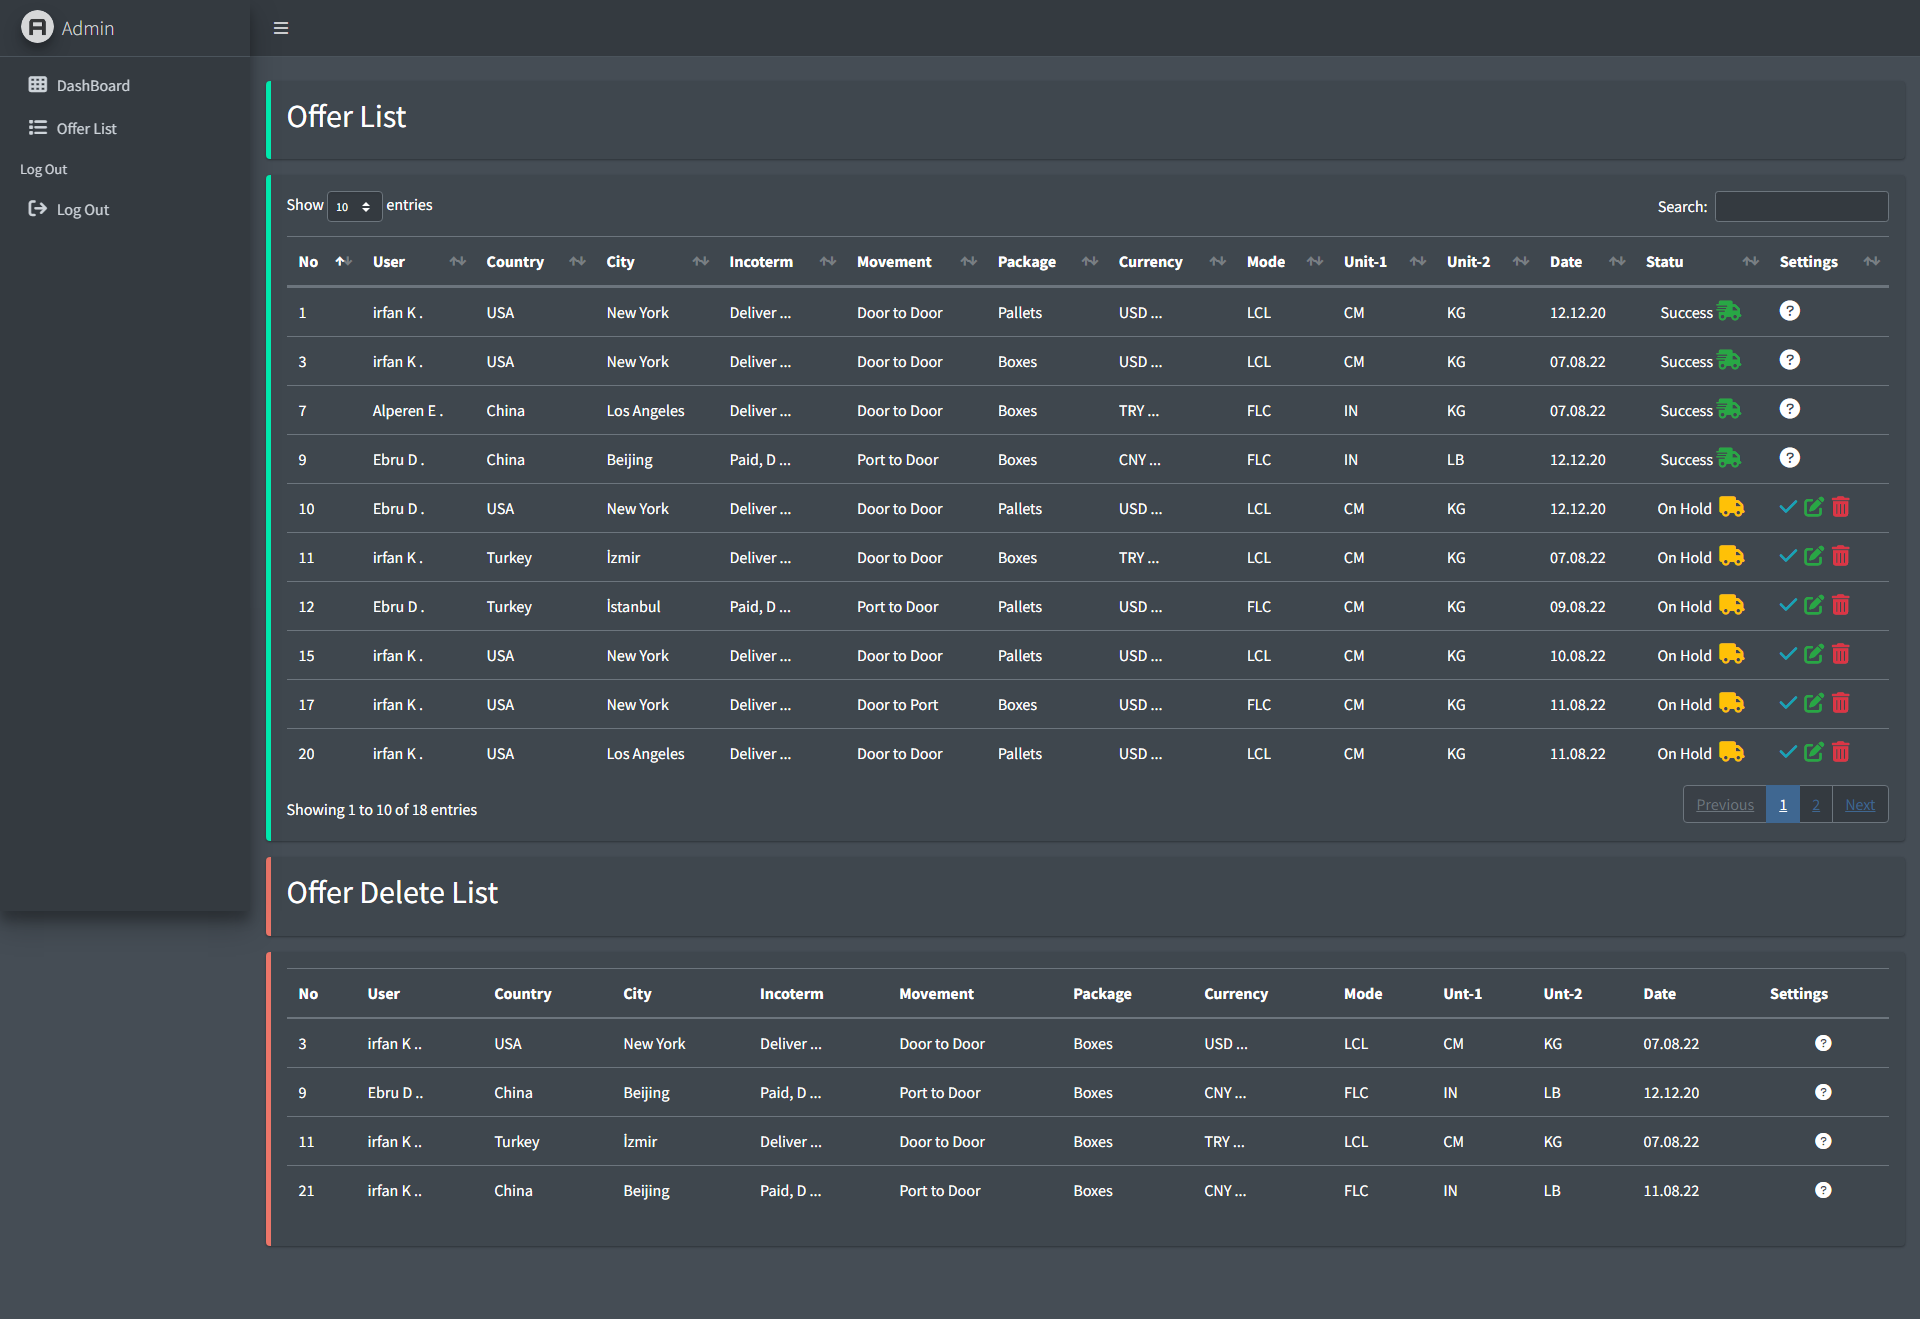 Admin
DashBoard
Offer List
Log Out
Log Out
Offer List
Show 10 entries
Search:
No User Country City Incoterm Movement Package Currency Mode Unit-1 Unit-2 Date Statu Settings
1 irfan K . USA New York Deliver ... Door to Door Pallets USD ... LCL CM KG 12.12.20 Success
3 irfan K . USA New York Deliver ... Door to Door Boxes USD ... LCL CM KG 07.08.22 Success
7 Alperen E . China Los Angeles Deliver ... Door to Door Boxes TRY ... FLC IN KG 07.08.22 Success
9 Ebru D . China Beijing Paid, D ... Port to Door Boxes CNY ... FLC IN LB 12.12.20 Success
10 Ebru D . USA New York Deliver ... Door to Door Pallets USD ... LCL CM KG 12.12.20 On Hold
11 irfan K . Turkey İzmir Deliver ... Door to Door Boxes TRY ... LCL CM KG 07.08.22 On Hold
12 Ebru D . Turkey İstanbul Paid, D ... Port to Door Pallets USD ... FLC CM KG 09.08.22 On Hold
15 irfan K . USA New York Deliver ... Door to Door Pallets USD ... LCL CM KG 10.08.22 On Hold
17 irfan K . USA New York Deliver ... Door to Port Boxes USD ... FLC CM KG 11.08.22 On Hold
20 irfan K . USA Los Angeles Deliver ... Door to Door Pallets USD ... LCL CM KG 11.08.22 On Hold
Showing 1 to 10 of 18 entries
Previous 1 2 Next
Offer Delete List
No User Country City Incoterm Movement Package Currency Mode Unt-1 Unt-2 Date Settings
3 irfan K .. USA New York Deliver ... Door to Door Boxes USD ... LCL CM KG 07.08.22
9 Ebru D .. China Beijing Paid, D ... Port to Door Boxes CNY ... FLC IN LB 12.12.20
11 irfan K .. Turkey İzmir Deliver ... Door to Door Boxes TRY ... LCL CM KG 07.08.22
21 irfan K .. China Beijing Paid, D ... Port to Door Boxes CNY ... FLC IN LB 11.08.22